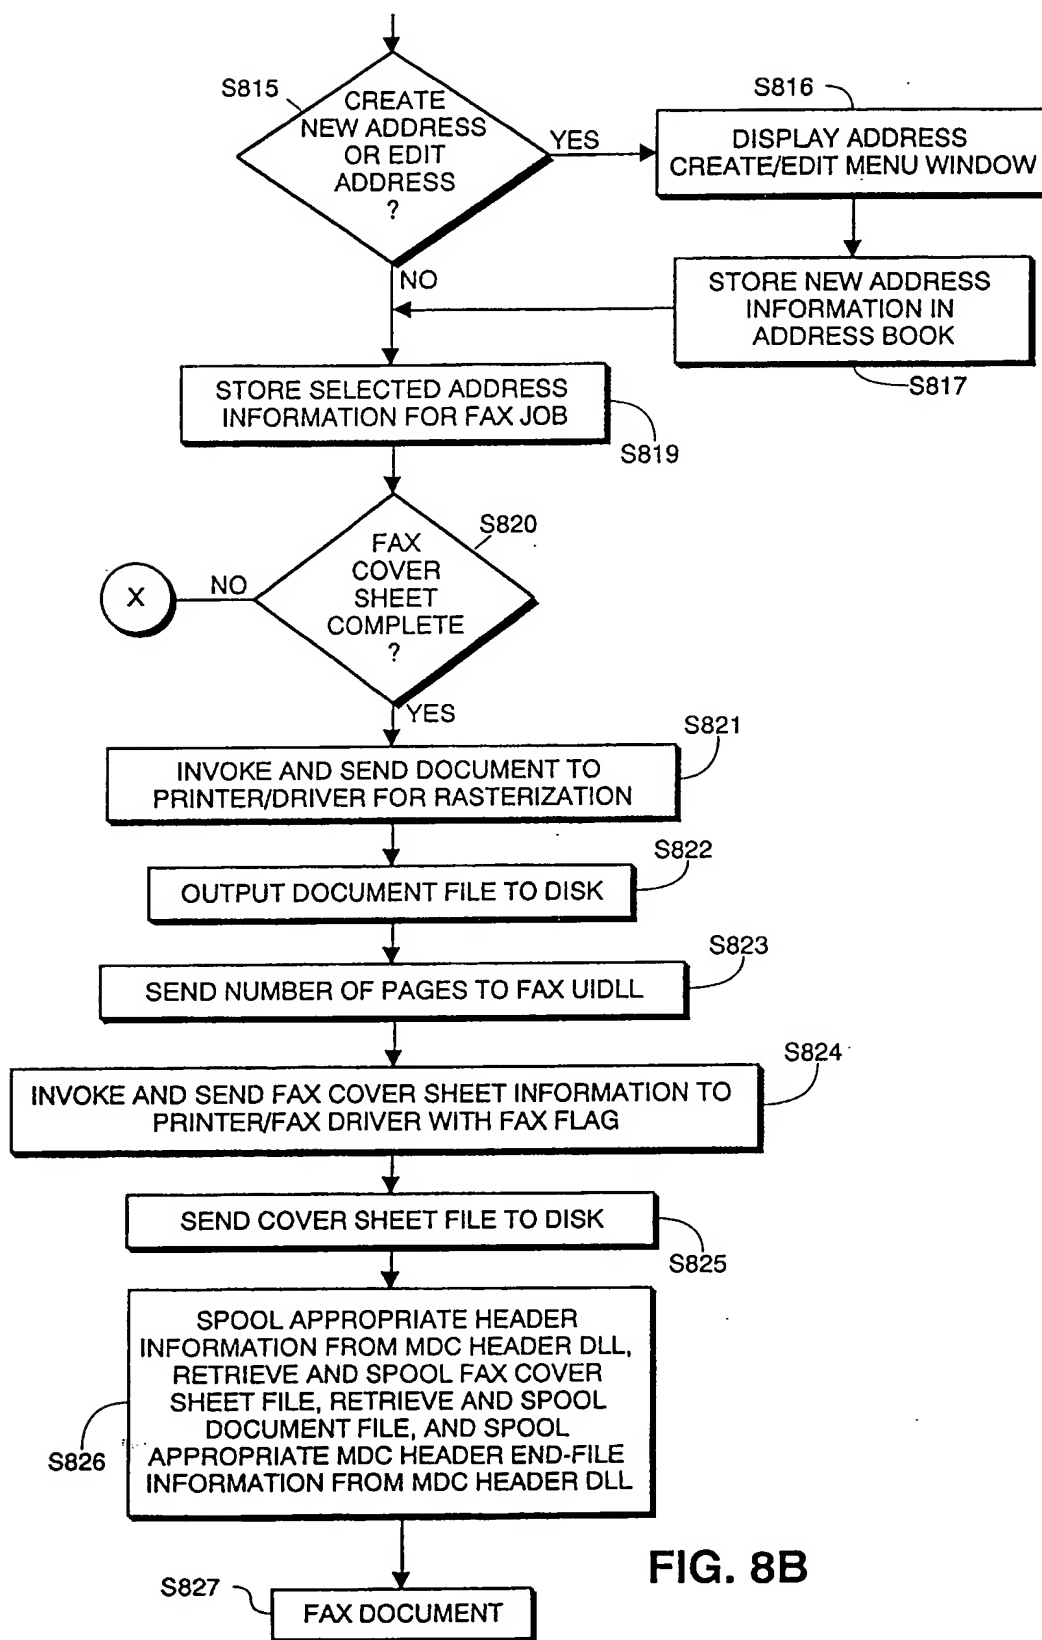 S815
CREATE
NEW ADDRESS
OR EDIT
ADDRESS
?
YES
NO
S816
DISPLAY ADDRESS
CREATE/EDIT MENU WINDOW
STORE NEW ADDRESS
INFORMATION IN
ADDRESS BOOK
S817
STORE SELECTED ADDRESS
INFORMATION FOR FAX JOB
S819
S820
FAX
COVER
SHEET
COMPLETE
?
NO
X
YES
S821
INVOKE AND SEND DOCUMENT TO
PRINTER/DRIVER FOR RASTERIZATION
S822
OUTPUT DOCUMENT FILE TO DISK
S823
SEND NUMBER OF PAGES TO FAX UIDLL
S824
INVOKE AND SEND FAX COVER SHEET INFORMATION TO
PRINTER/FAX DRIVER WITH FAX FLAG
SEND COVER SHEET FILE TO DISK
S825
SPOOL APPROPRIATE HEADER
INFORMATION FROM MDC HEADER DLL,
RETRIEVE AND SPOOL FAX COVER
SHEET FILE, RETRIEVE AND SPOOL
DOCUMENT FILE, AND SPOOL
APPROPRIATE MDC HEADER END-FILE
INFORMATION FROM MDC HEADER DLL
S826
S827
FAX DOCUMENT
FIG. 8B